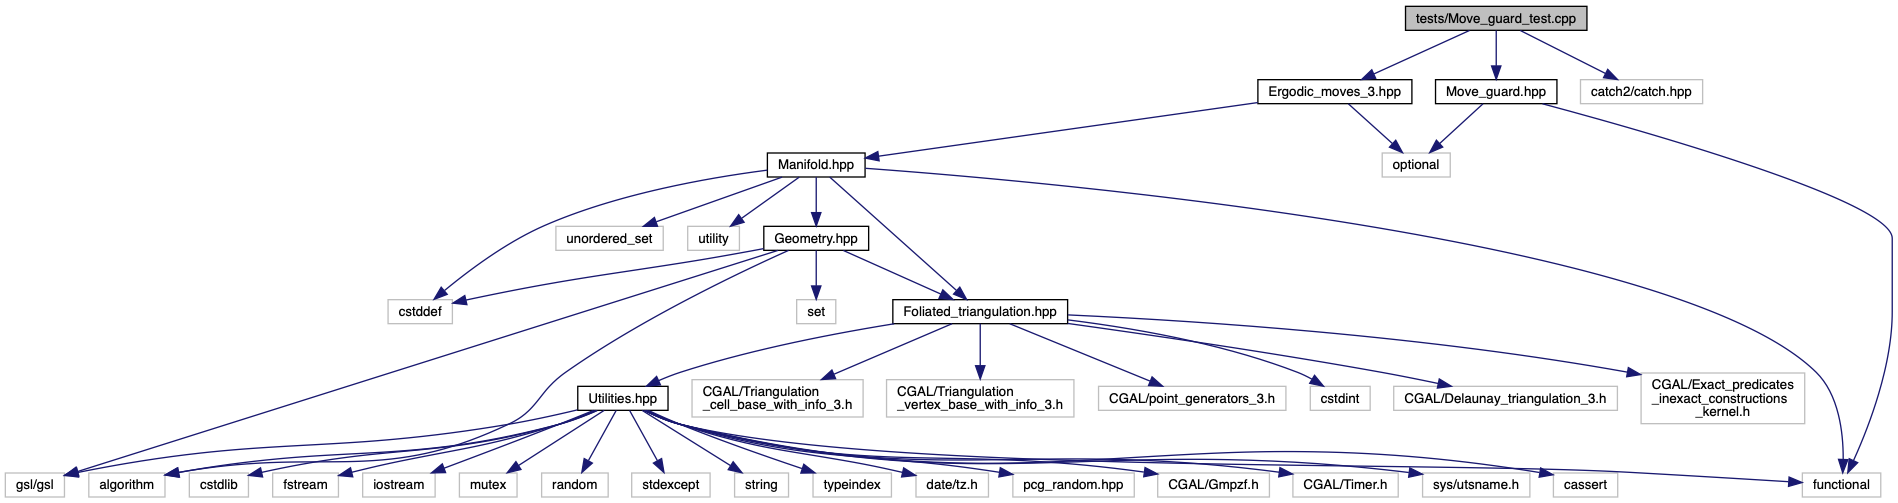 tests/Move_guard_test.cpp
Ergodic_moves_3.hpp
Move_guard.hpp
catch2/catch.hpp
Manifold.hpp
optional
unordered_set
utility
Geometry.hpp
cstddef
set
Foliated_triangulation.hpp
Utilities.hpp
CGAL/Triangulation
_cell_base_with_info_3.h
CGAL/Triangulation
_vertex_base_with_info_3.h
CGAL/point_generators_3.h
cstdint
CGAL/Delaunay_triangulation_3.h
CGAL/Exact_predicates
_inexact_constructions
_kernel.h
gsl/gsl
algorithm
cstdlib
fstream
iostream
mutex
random
stdexcept
string
typeindex
date/tz.h
pcg_random.hpp
CGAL/Gmpzf.h
CGAL/Timer.h
sys/utsname.h
cassert
functional